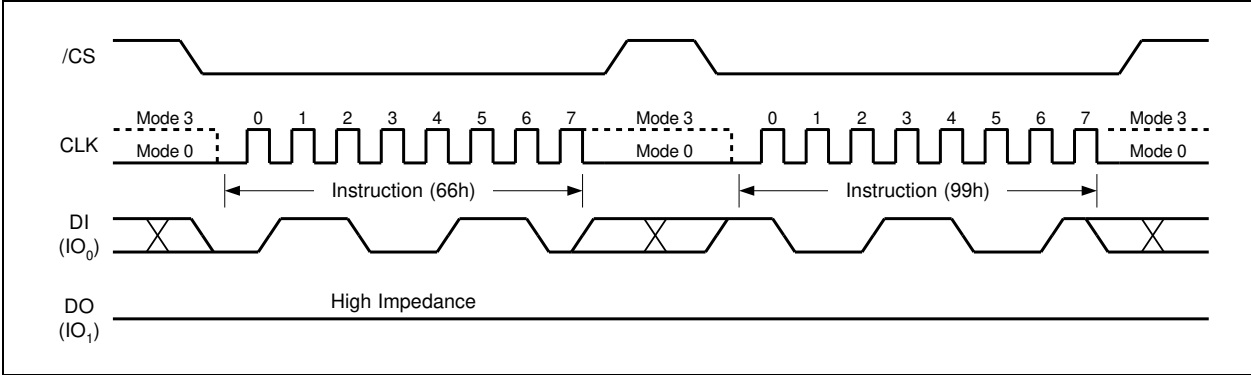 /CS
Mode 3 0 1 2 3 4 5 6 7 Mode 3 0 1 2 3 4 5 6 7 Mode 3
CLK
Mode 0 Mode 0 Mode 0
Instruction (66h) Instruction (99h)
DI
(IO₀)
DO High Impedance
(IO₁)